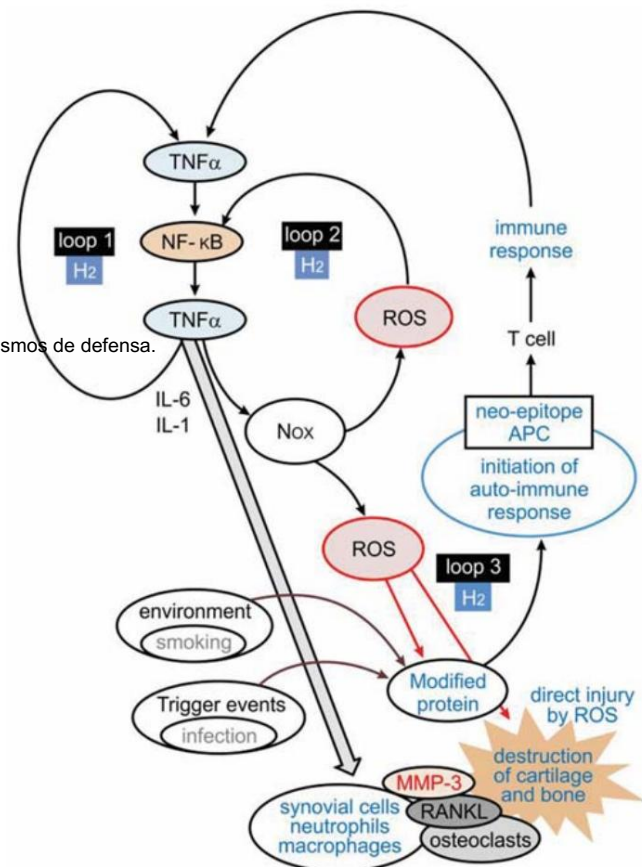 TNFα
loop 1
H2
NF-κB
loop 2
H2
immune
response
TNFα
ROS
smos de defensa.
T cell
IL-6
IL-1
NOX
neo-epitope
APC
initiation of
auto-immune
response
ROS
loop 3
H2
environment
smoking
Modified
protein
direct injury
by ROS
Trigger events
infection
destruction
of cartilage
and bone
MMP-3
synovial cells
neutrophils
macrophages
RANKL
osteoclasts